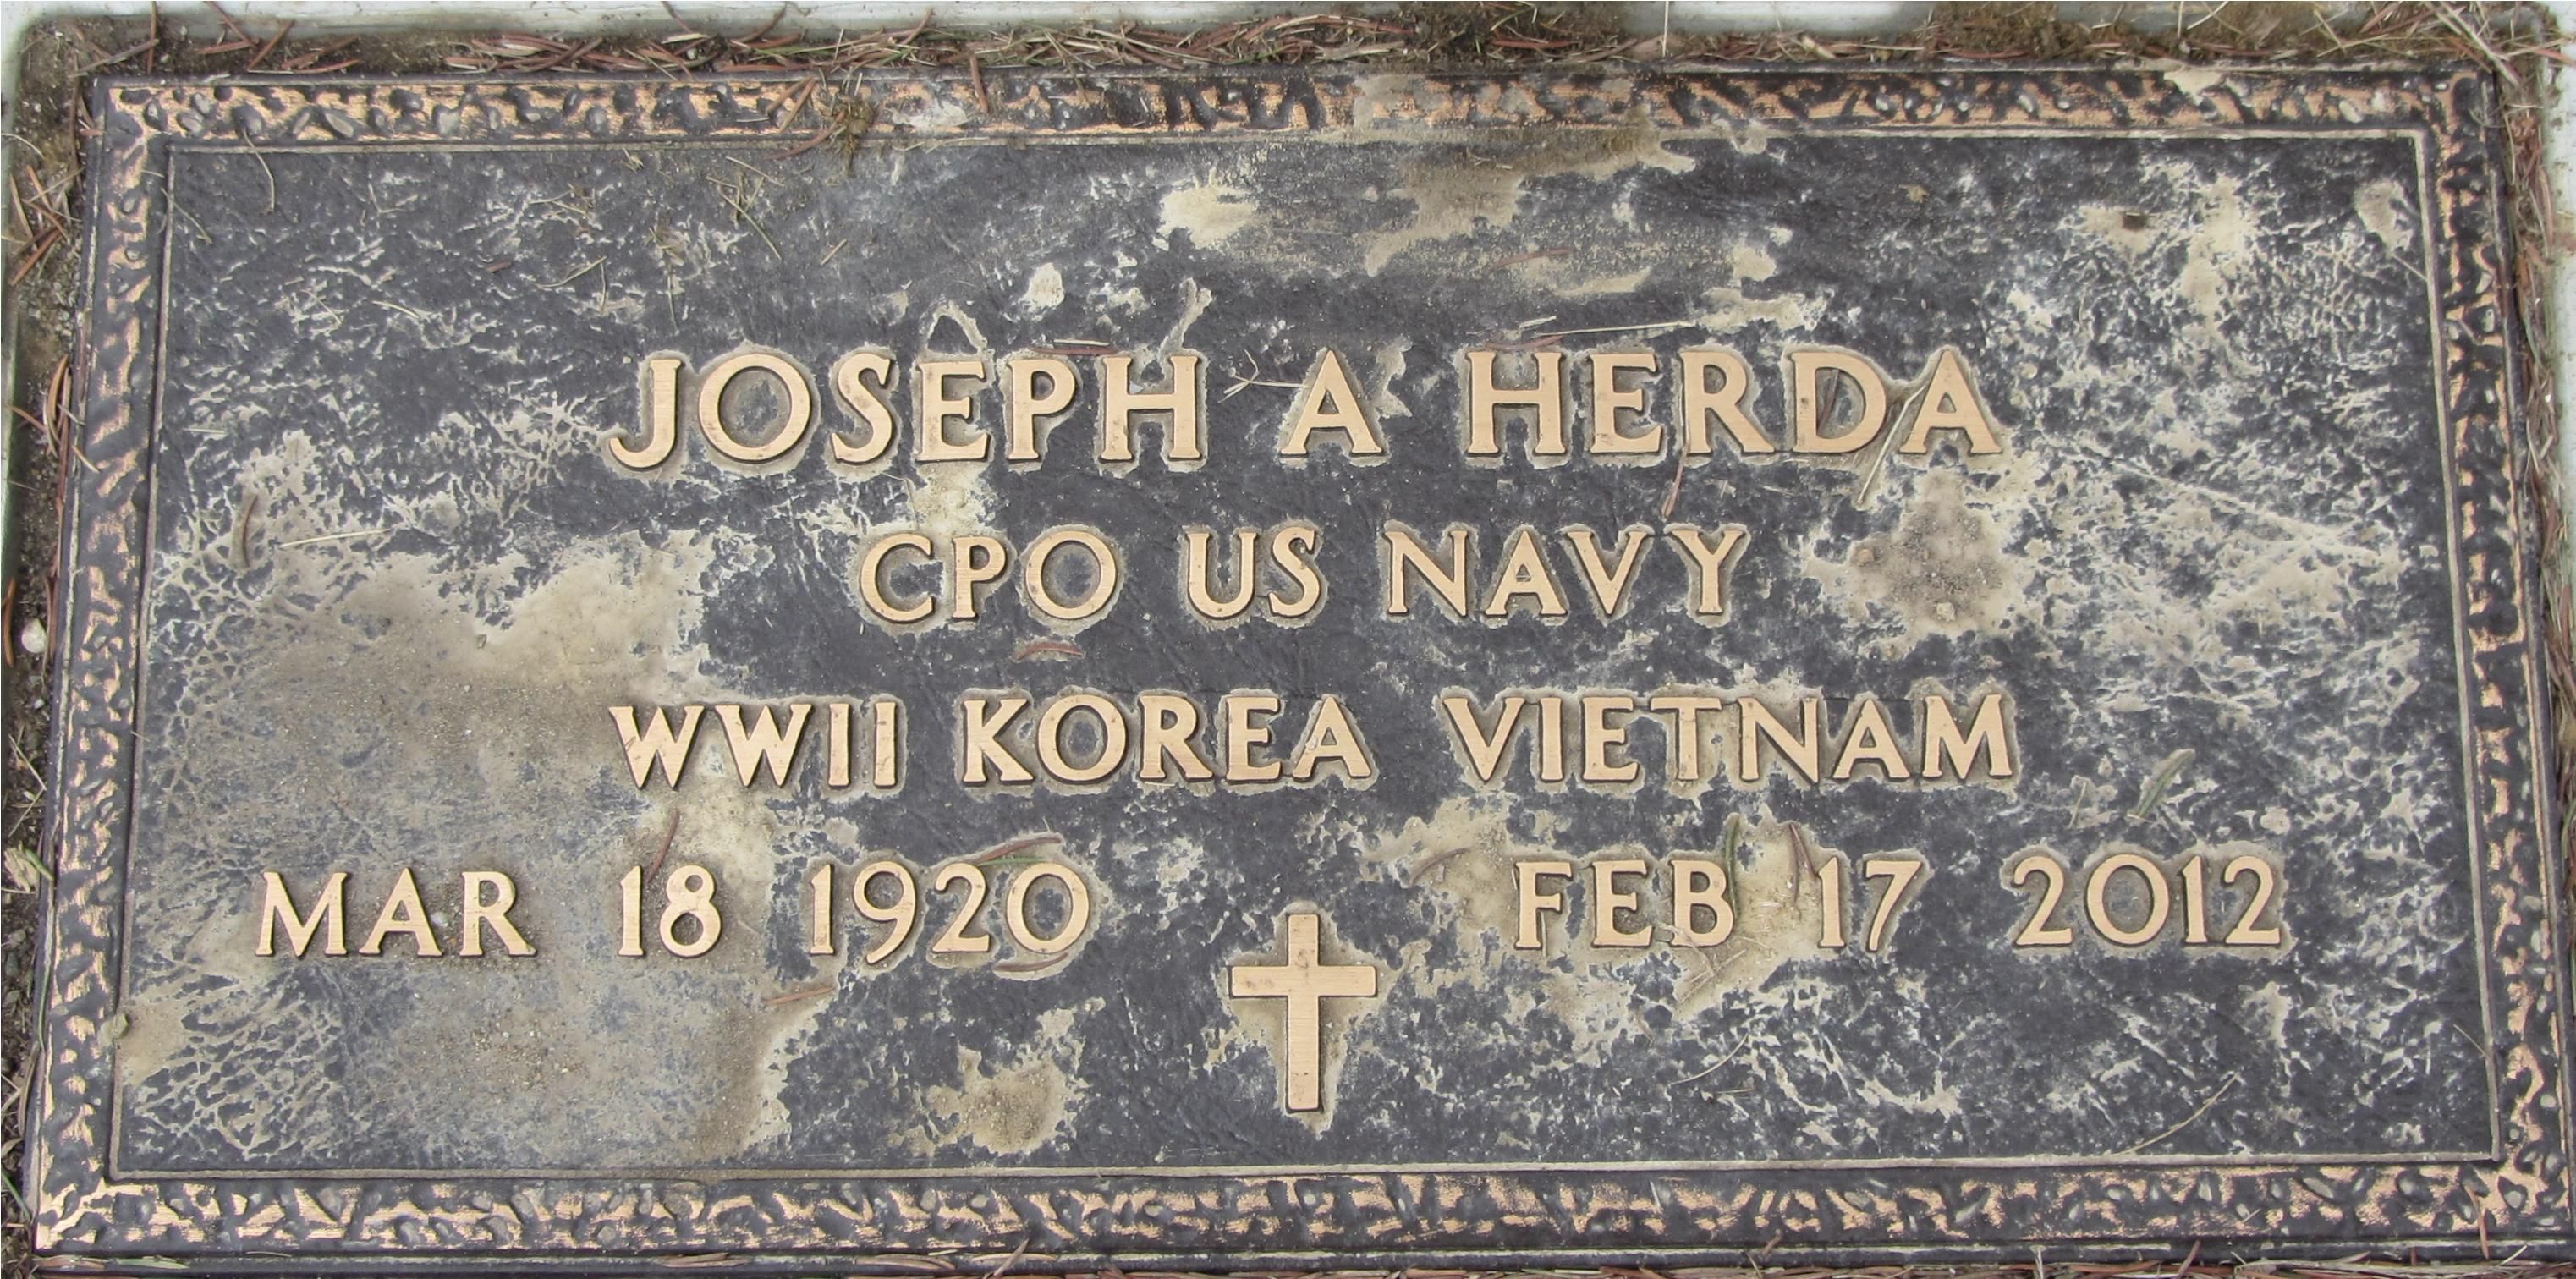 JOSEPH A HERDA
CPO US NAVY
WWII KOREA VIETNAM
MAR 18 1920 FEB 17 2012